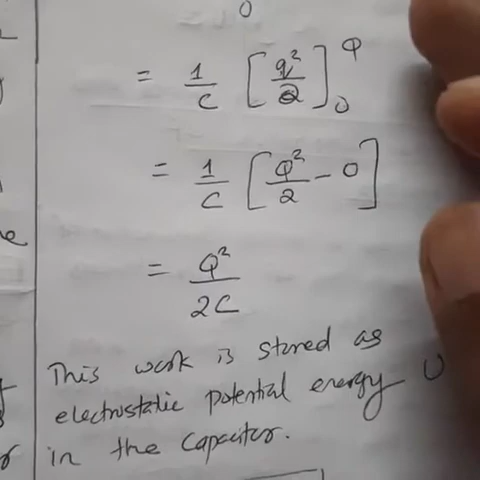 0
= 1/C [q²/2]₀^Q
= 1/C [Q²/2 - 0]
= Q²/2C
This work is stored as
electrostatic potential energy U
in the capacitor.